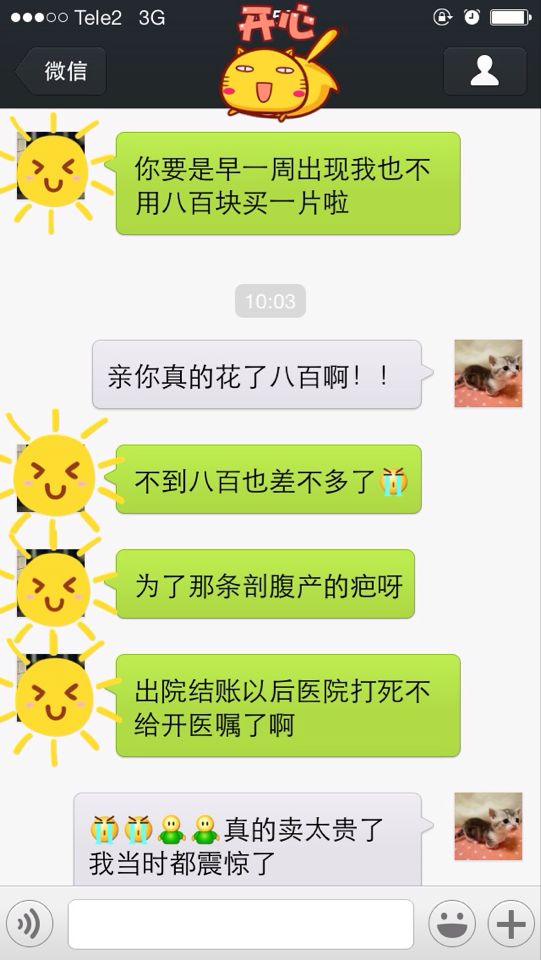 Tele2 3G
开心
微信
你要是早一周出现我也不
用八百块买一片啦
10:03
亲你真的花了八百啊！！
不到八百也差不多了
为了那条剖腹产的疤呀
出院结账以后医院打死不
给开医嘱了啊
真的卖太贵了
我当时都震惊了